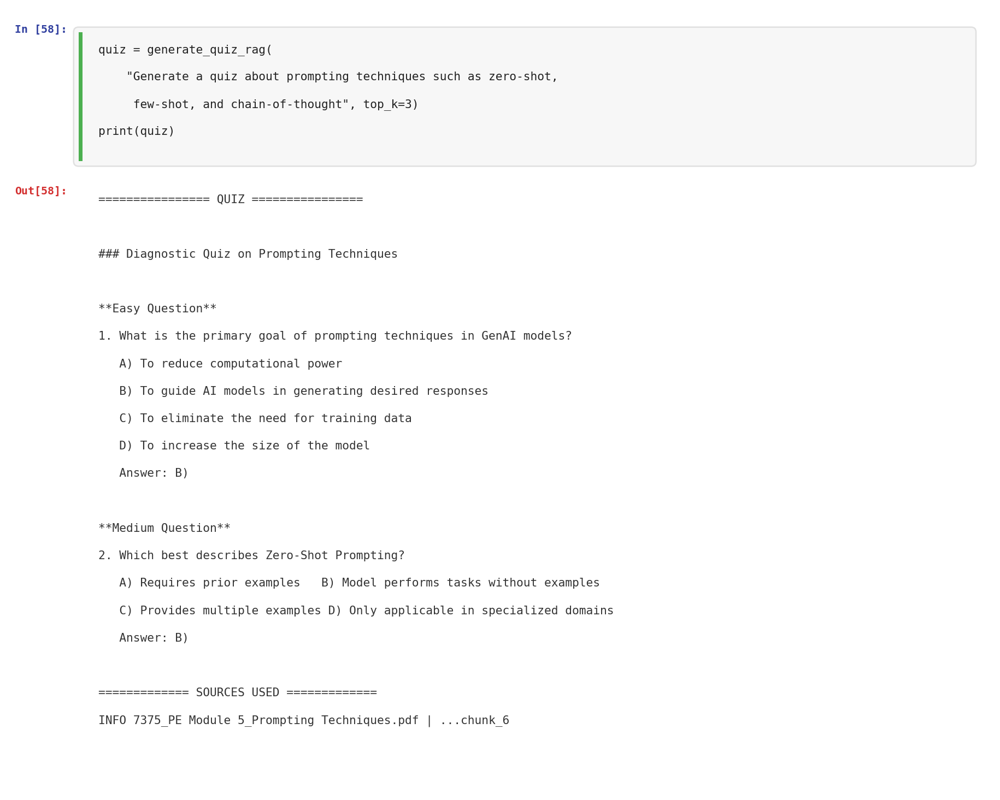 In [58]:
quiz = generate_quiz_rag(
    "Generate a quiz about prompting techniques such as zero-shot,
     few-shot, and chain-of-thought", top_k=3)
print(quiz)
Out[58]:
================ QUIZ ================
### Diagnostic Quiz on Prompting Techniques
**Easy Question**
1. What is the primary goal of prompting techniques in GenAI models?
   A) To reduce computational power
   B) To guide AI models in generating desired responses
   C) To eliminate the need for training data
   D) To increase the size of the model
   Answer: B)
**Medium Question**
2. Which best describes Zero-Shot Prompting?
   A) Requires prior examples   B) Model performs tasks without examples
   C) Provides multiple examples D) Only applicable in specialized domains
   Answer: B)
============= SOURCES USED =============
INFO 7375_PE Module 5_Prompting Techniques.pdf | ...chunk_6